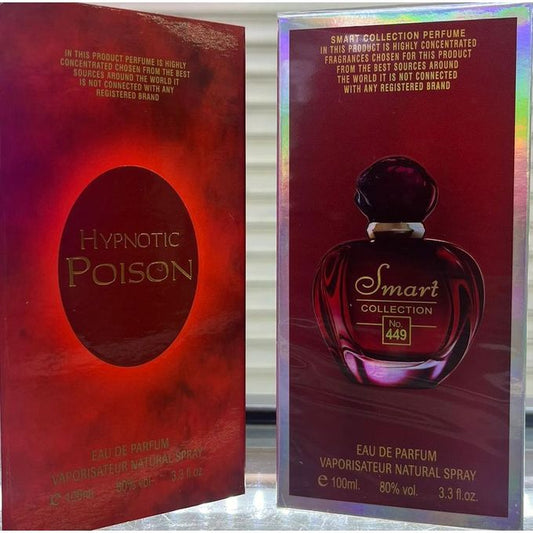 IN THIS PRODUCT PERFUME IS HIGHLY
CONCENTRATED CHOSEN FROM THE BEST
SOURCES AROUND THE WORLD IT
IS NOT CONNECTED WITH ANY
REGISTERED BRAND
HYPNOTIC
POISON
EAU DE PARFUM
VAPORISATEUR NATURAL SPRAY
e 100ml. 80% vol. 3.3 fl oz.
SMART COLLECTION PERFUME
IN THIS PRODUCT IS HIGHLY CONCENTRATED
FRAGRANCES CHOSEN FOR THIS PRODUCT
FROM THE BEST SOURCES AROUND
THE WORLD IT IS NOT CONNECTED
WITH ANY REGISTERED BRAND
Smart
COLLECTION
No.
449
EAU DE PARFUM
VAPORISATEUR NATURAL SPRAY
e 100ml. 80% vol. 3.3 fl.oz.